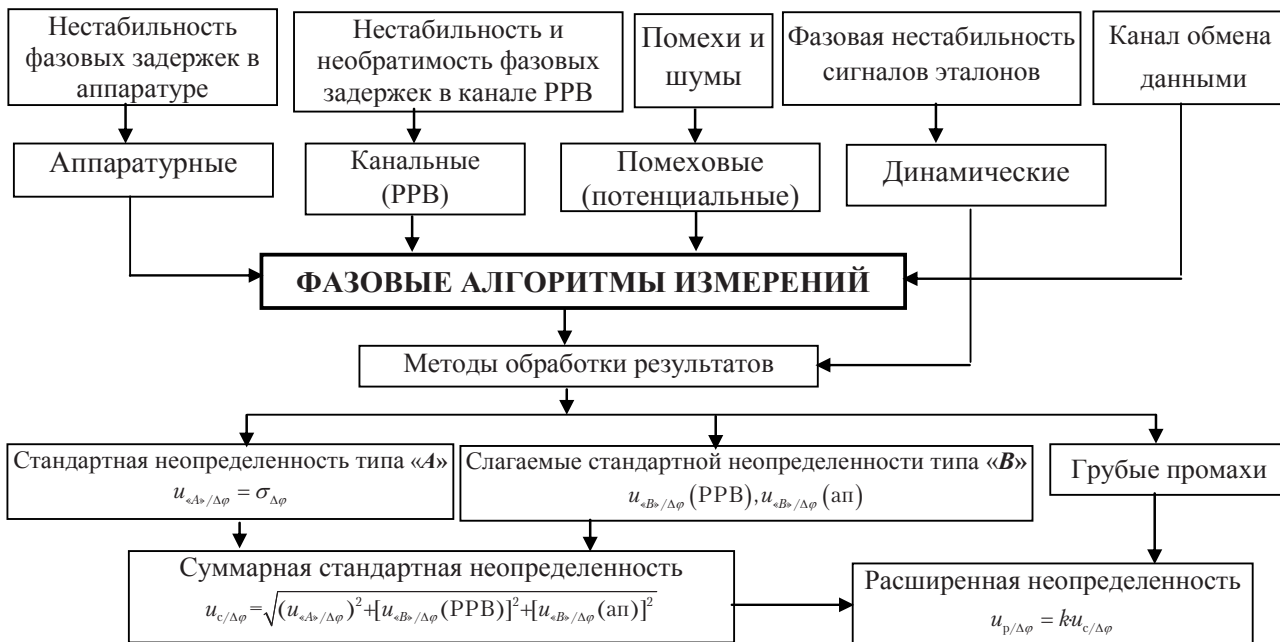 Нестабильность
фазовых задержек в
аппаратуре
Нестабильность и
необратимость фазовых
задержек в канале РРВ
Помехи и
шумы
Фазовая нестабильность
сигналов эталонов
Канал обмена
данными
Аппаратурные
Канальные
(РРВ)
Помеховые
(потенциальные)
Динамические
ФАЗОВЫЕ АЛГОРИТМЫ ИЗМЕРЕНИЙ
Методы обработки результатов
Стандартная неопределенность типа «A»
u«A»/Δφ = σΔφ
Слагаемые стандартной неопределенности типа «B»
u«B»/Δφ(РРВ), u«B»/Δφ(ап)
Грубые промахи
Суммарная стандартная неопределенность
uс/Δφ = √(u«A»/Δφ)²+[u«B»/Δφ(РРВ)]²+[u«B»/Δφ(ап)]²
Расширенная неопределенность
uр/Δφ = kuс/Δφ